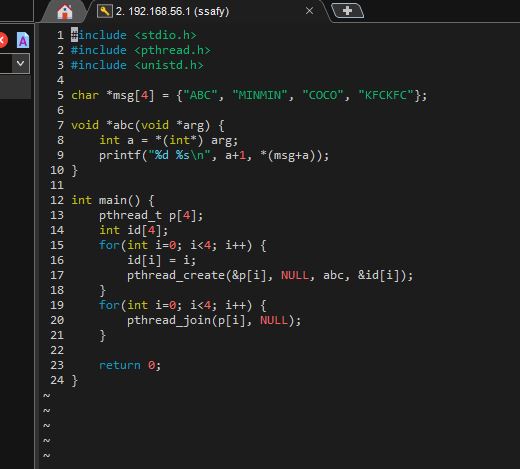 2. 192.168.56.1 (ssafy)
1 #include <stdio.h>
2 #include <pthread.h>
3 #include <unistd.h>
4
5 char *msg[4] = {"ABC", "MINMIN", "COCO", "KFCKFC"};
6
7 void *abc(void *arg) {
8     int a = *(int*) arg;
9     printf("%d %s\n", a+1, *(msg+a));
10 }
11
12 int main() {
13     pthread_t p[4];
14     int id[4];
15     for(int i=0; i<4; i++) {
16         id[i] = i;
17         pthread_create(&p[i], NULL, abc, &id[i]);
18     }
19     for(int i=0; i<4; i++) {
20         pthread_join(p[i], NULL);
21     }
22
23     return 0;
24 }
~
~
~
~
~